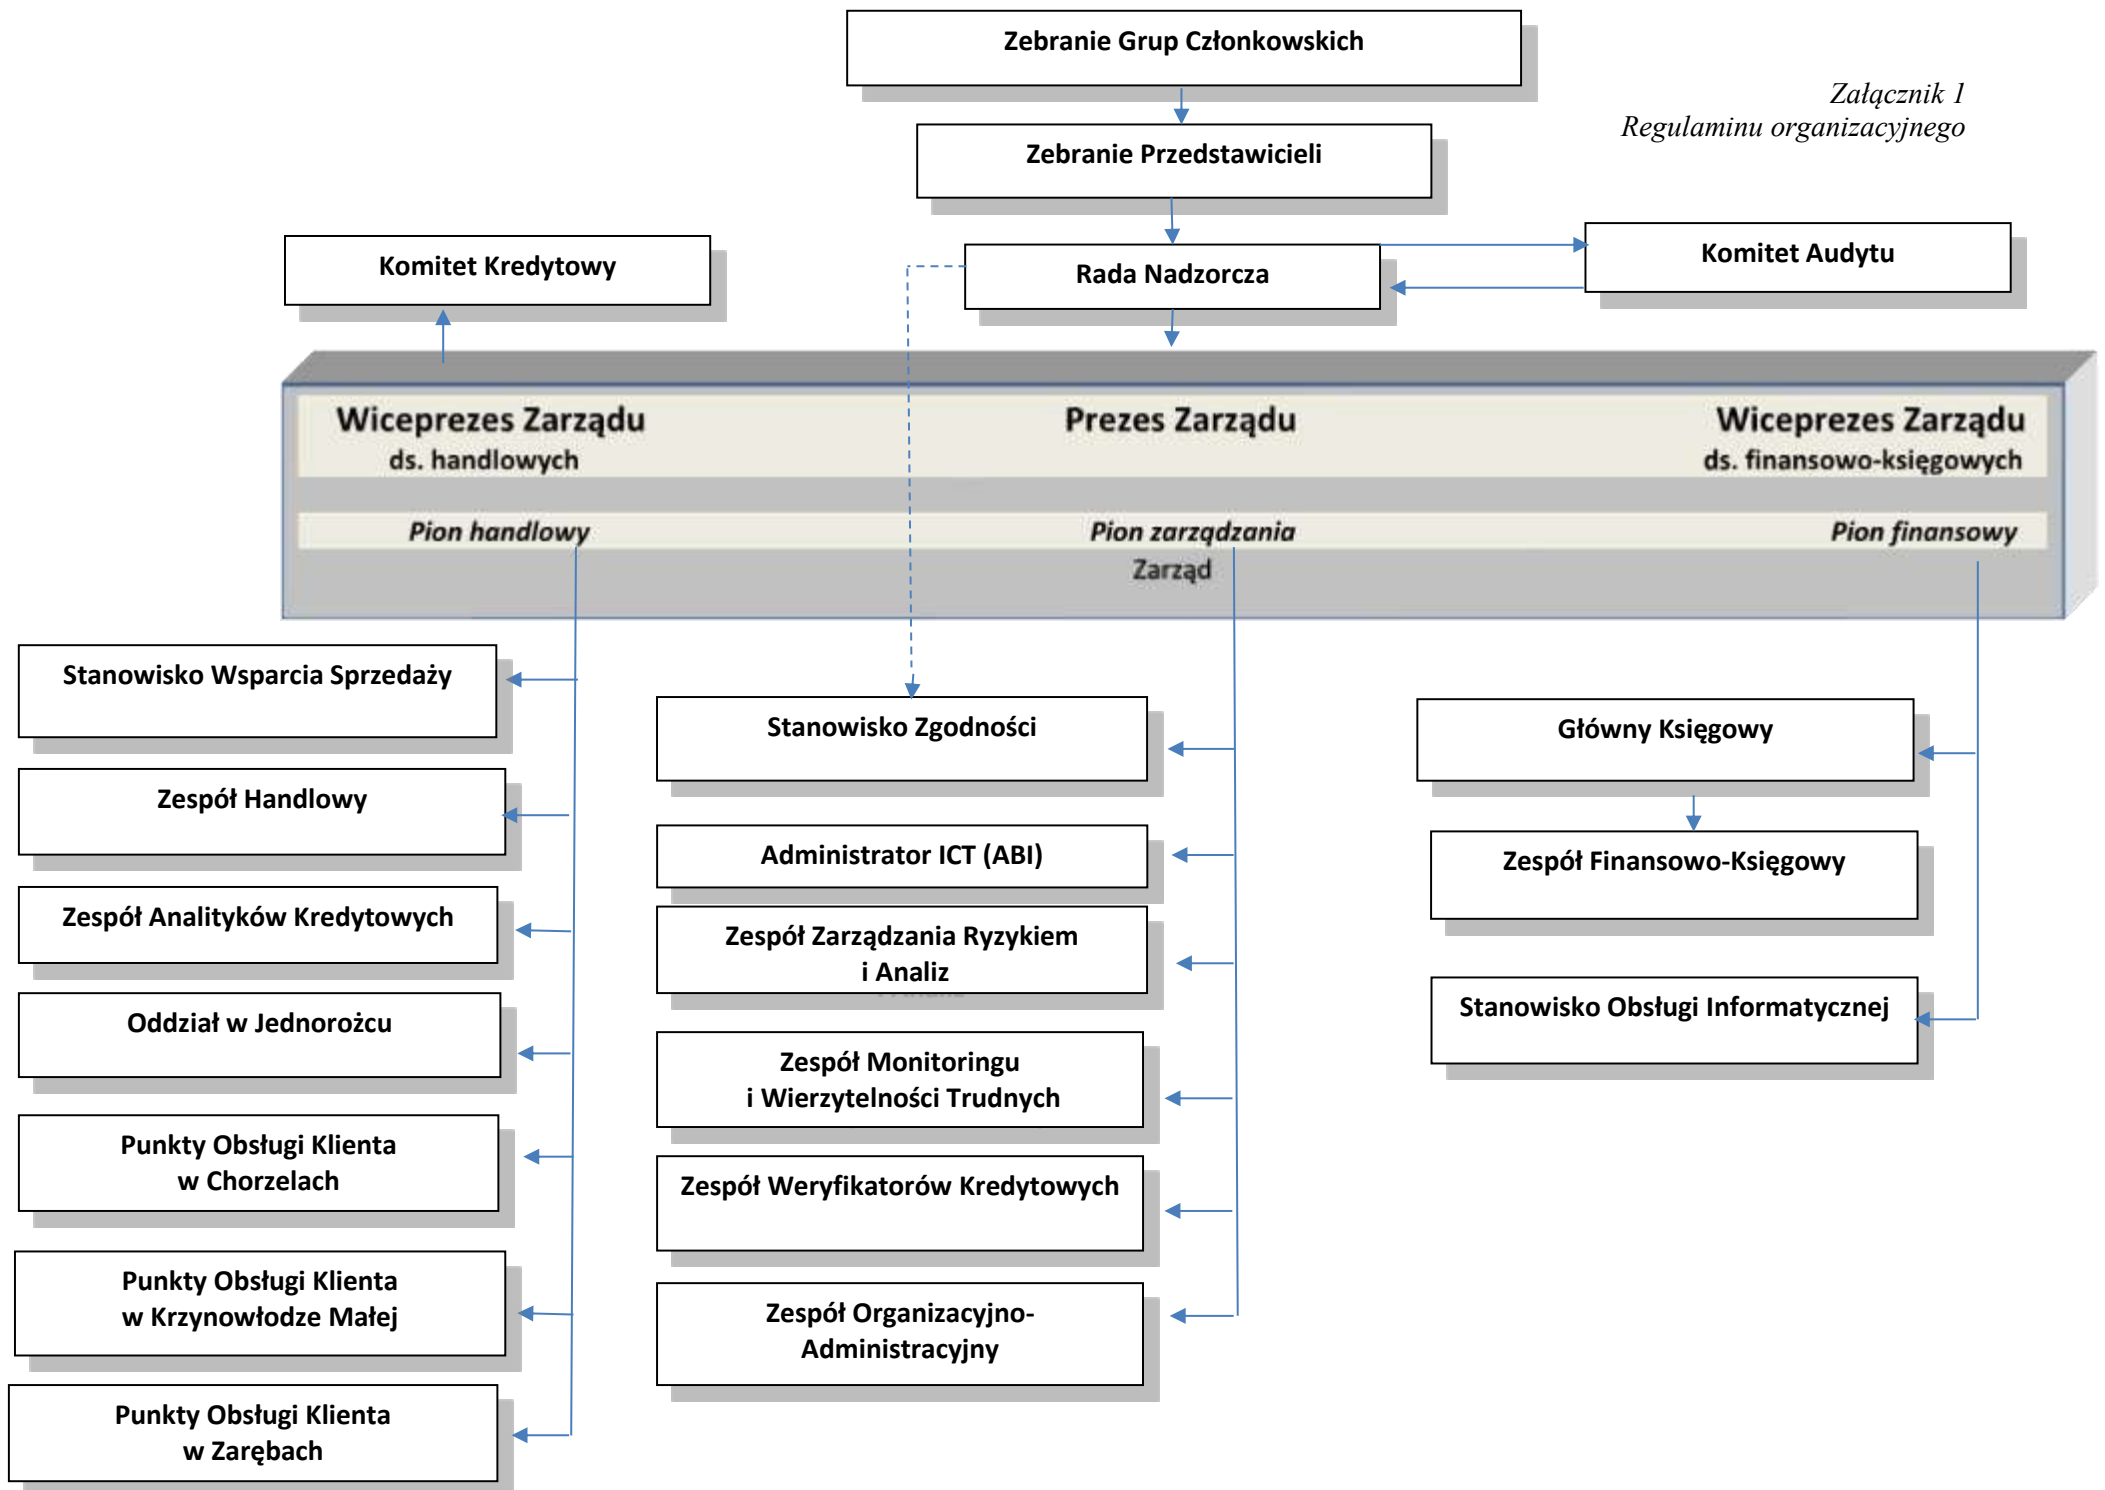 Zebranie Grup Członkowskich
Załącznik 1
Regulaminu organizacyjnego
Zebranie Przedstawicieli
Komitet Kredytowy
Rada Nadzorcza
Komitet Audytu
Wiceprezes Zarządu
ds. handlowych
Prezes Zarządu
Wiceprezes Zarządu
ds. finansowo-księgowych
Pion handlowy
Pion zarządzania
Pion finansowy
Zarząd
Stanowisko Wsparcia Sprzedaży
Zespół Handlowy
Zespół Analityków Kredytowych
Oddział w Jednorożcu
Punkty Obsługi Klienta
w Chorzelach
Punkty Obsługi Klienta
w Krzynowłodze Małej
Punkty Obsługi Klienta
w Zarębach
Stanowisko Zgodności
Administrator ICT (ABI)
Zespół Zarządzania Ryzykiem
i Analiz
Zespół Monitoringu
i Wierzytelności Trudnych
Zespół Weryfikatorów Kredytowych
Zespół Organizacyjno-
Administracyjny
Główny Księgowy
Zespół Finansowo-Księgowy
Stanowisko Obsługi Informatycznej